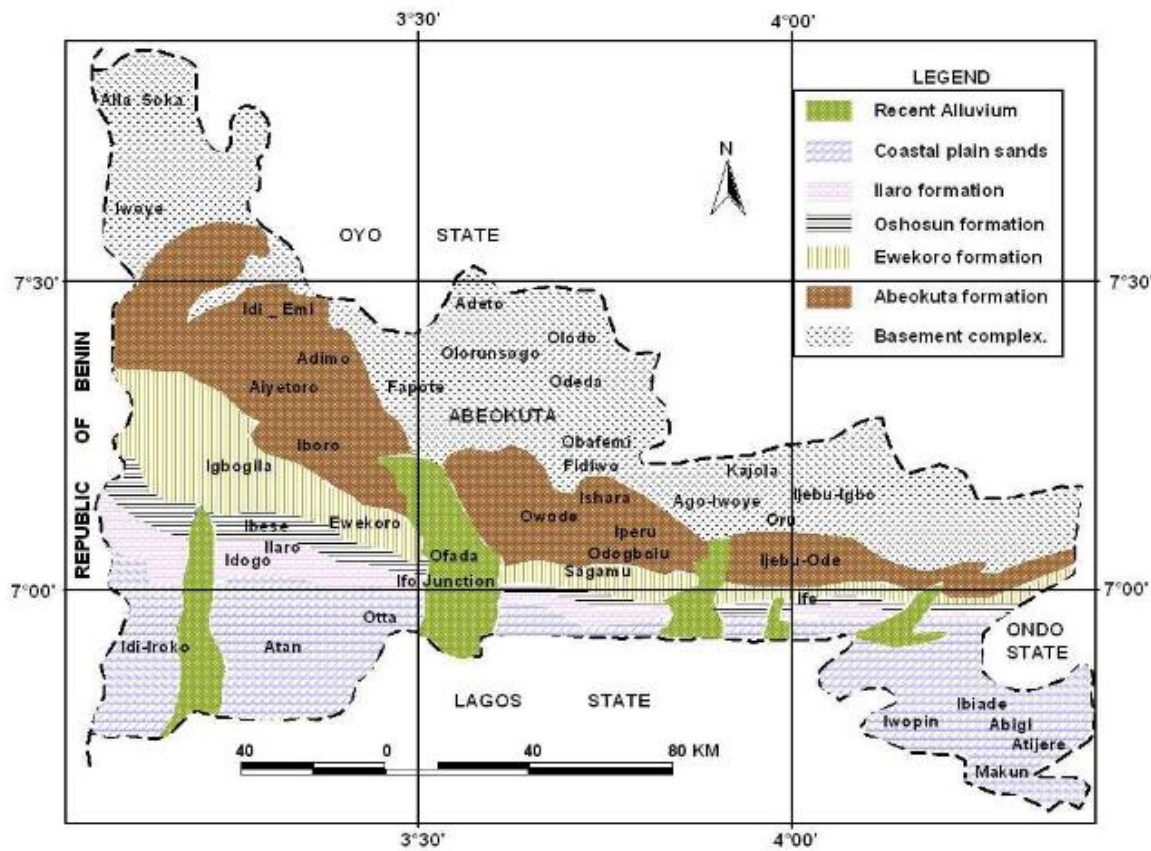 3°30'
4°00'
LEGEND
Recent Alluvium
Coastal plain sands
Ilaro formation
Oshosun formation
Ewekoro formation
Abeokuta formation
Basement complex.
N
Alla Soka
Iwoye
OYO STATE
7°30'
7°30'
Idi _ Emi
Adeto
Olodo
Adimo
Olorunsogo
Aiyetoro
Fapote
Odeda
ABEOKUTA
REPUBLIC OF BENIN
Iboro
Obafemi
Igbogila
Fidiwo
Kajola
Ishara
Ago-Iwoye
Ijebu-Igbo
Ibese
Ewekoro
Owode
Iperu
Oru
Ilaro
Idogo
Ofada
Odogbolu
Ijebu-Ode
Ifo Junction
Sagamu
7°00'
7°00'
Ife
Otta
Idi-Iroko
Atan
ONDO
STATE
LAGOS STATE
Ibiade
Iwopin
Abigi
Atijere
Makun
40 0 40 80 KM
3°30'
4°00'